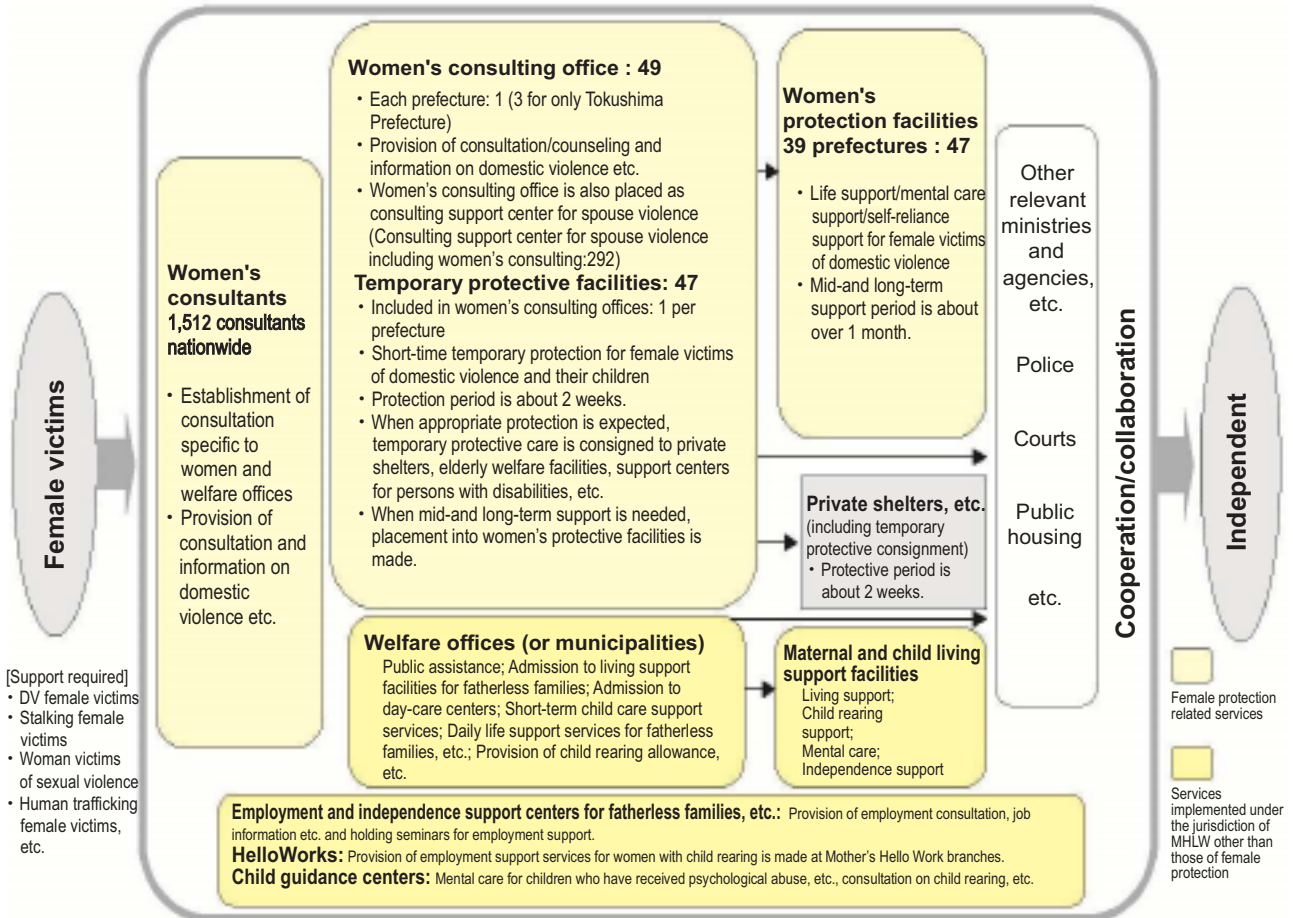 Female victims
[Support required]
・ DV female victims
・ Stalking female
victims
・ Woman victims
of sexual violence
・ Human trafficking
female victims,
etc.
Women's
consultants
1,512 consultants
nationwide
・ Establishment of
consultation
specific to
women and
welfare offices
・ Provision of
consultation and
information on
domestic
violence etc.
Women's consulting office : 49
・ Each prefecture: 1 (3 for only Tokushima
Prefecture)
・ Provision of consultation/counseling and
information on domestic violence etc.
・ Women's consulting office is also placed as
consulting support center for spouse violence
(Consulting support center for spouse violence
including women's consulting:292)
Temporary protective facilities: 47
・ Included in women's consulting offices: 1 per
prefecture
・ Short-time temporary protection for female victims
of domestic violence and their children
・ Protection period is about 2 weeks.
・ When appropriate protection is expected,
temporary protective care is consigned to private
shelters, elderly welfare facilities, support centers
for persons with disabilities, etc.
・ When mid-and long-term support is needed,
placement into women's protective facilities is
made.
Women's
protection facilities
39 prefectures : 47
・ Life support/mental care
support/self-reliance
support for female victims
of domestic violence
・ Mid-and long-term
support period is about
over 1 month.
Private shelters, etc.
(including temporary
protective consignment)
・ Protective period is
about 2 weeks.
Welfare offices (or municipalities)
Public assistance; Admission to living support
facilities for fatherless families; Admission to
day-care centers; Short-term child care support
services; Daily life support services for fatherless
families, etc.; Provision of child rearing allowance,
etc.
Maternal and child living
support facilities
Living support;
Child rearing
support;
Mental care;
Independence support
Employment and independence support centers for fatherless families, etc.: Provision of employment consultation, job
information etc. and holding seminars for employment support.
HelloWorks: Provision of employment support services for women with child rearing is made at Mother's Hello Work branches.
Child guidance centers: Mental care for children who have received psychological abuse, etc., consultation on child rearing, etc.
Other
relevant
ministries
and
agencies,
etc.
Police
Courts
Public
housing
etc.
Cooperation/collaboration
Independent
Female protection
related services
Services
implemented under
the jurisdiction of
MHLW other than
those of female
protection